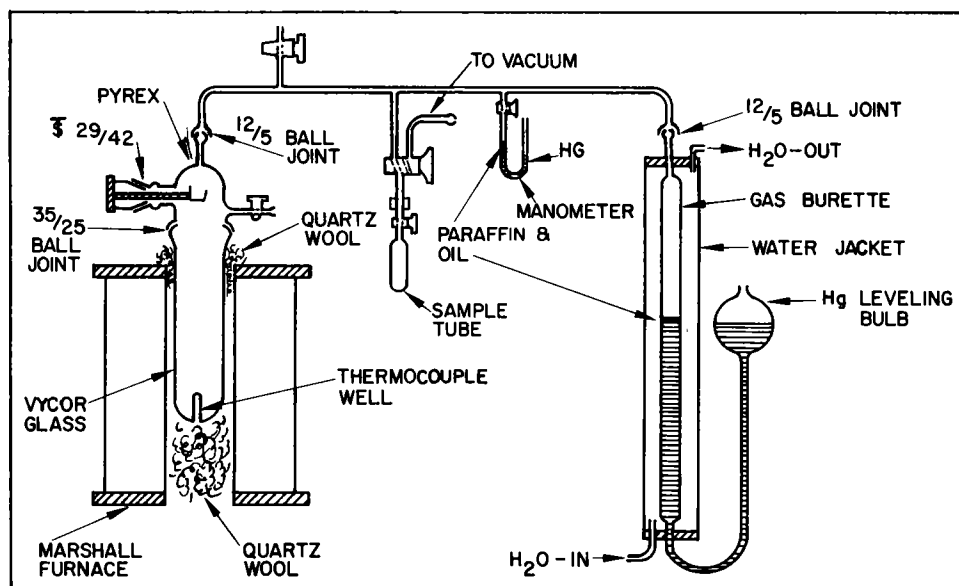 TO VACUUM
PYREX
12/5 BALL
JOINT
12/5
BALL JOINT
H2O-OUT
$ 29/42
HG
MANOMETER
GAS BURETTE
35/25
BALL
JOINT
QUARTZ
WOOL
PARAFFIN &
OIL
WATER JACKET
Hg LEVELING
BULB
SAMPLE
TUBE
THERMOCOUPLE
WELL
VYCOR
GLASS
MARSHALL
FURNACE
QUARTZ
WOOL
H2O-IN